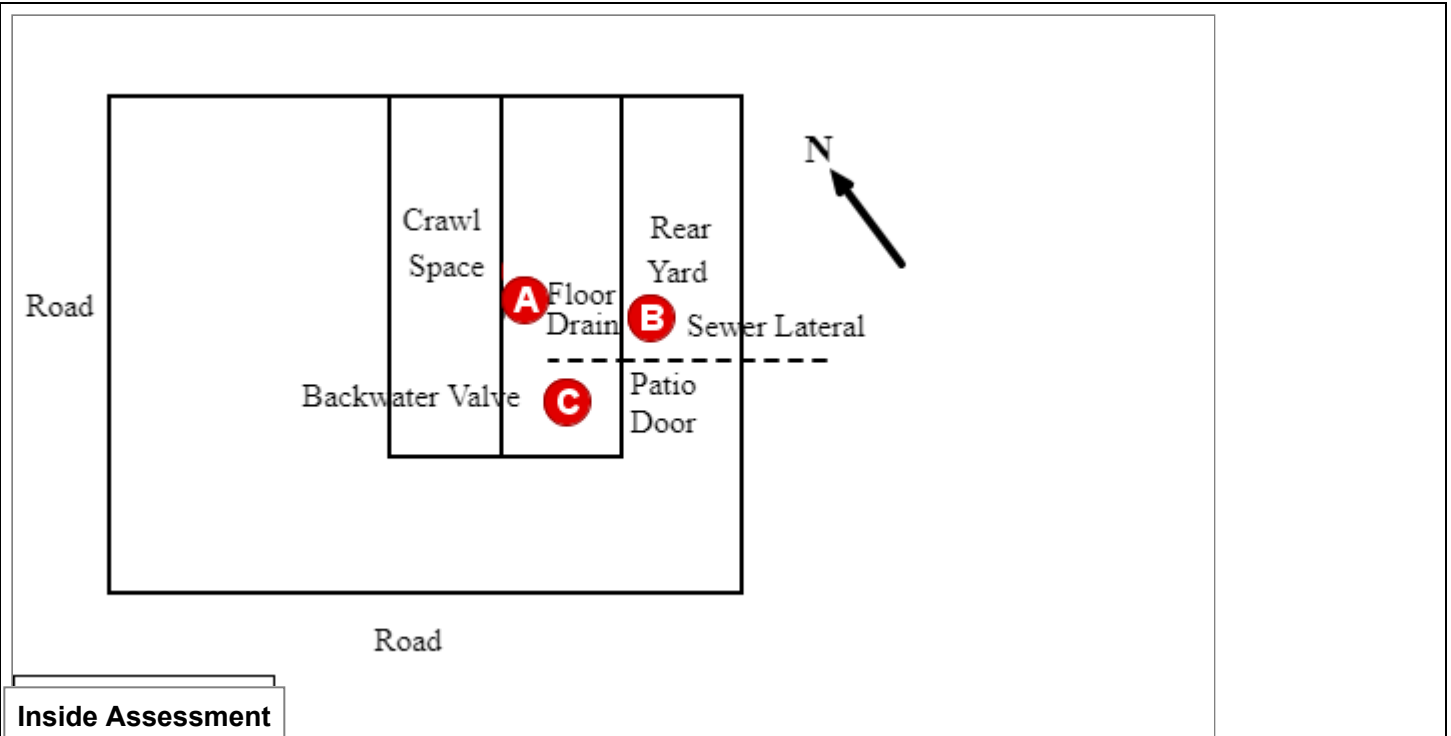 N
Crawl
Space
Rear
Yard
Road
A
Floor
Drain
B
Sewer Lateral
Backwater Valve
C
Patio
Door
Road
Inside Assessment